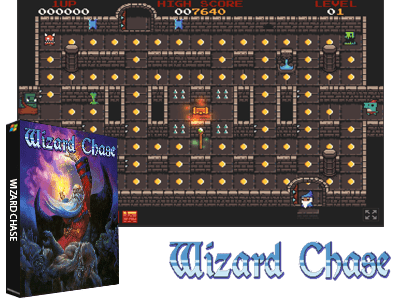 1UP HIGH SCORE LEVEL
000000 007640 01
Wizard Chase
WIZARD CHASE
Wizard Chase